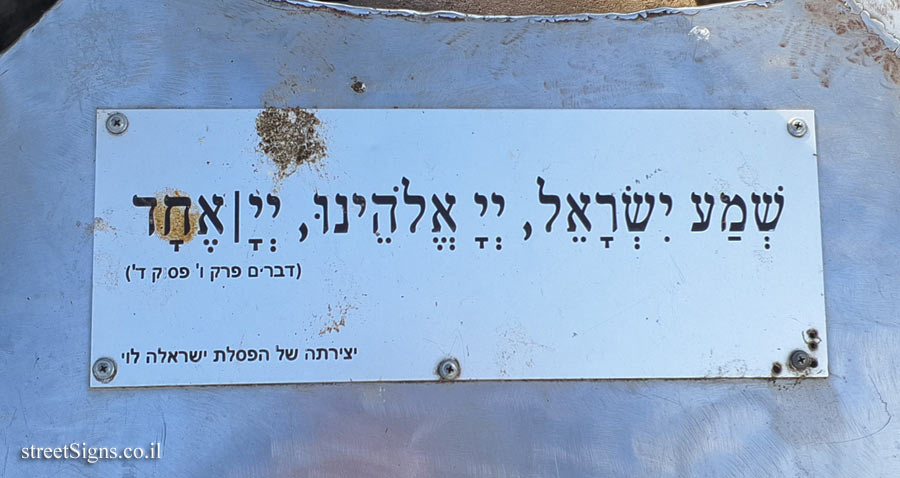 שְׁמַע יִשְׂרָאֵל, יְיָ אֱלֹהֵינוּ, יְיָ|אֶחָד
(דברים פרק ו' פסוק ד')
יצירתה של הפסלת ישראלה לוי
streetSigns.co.il